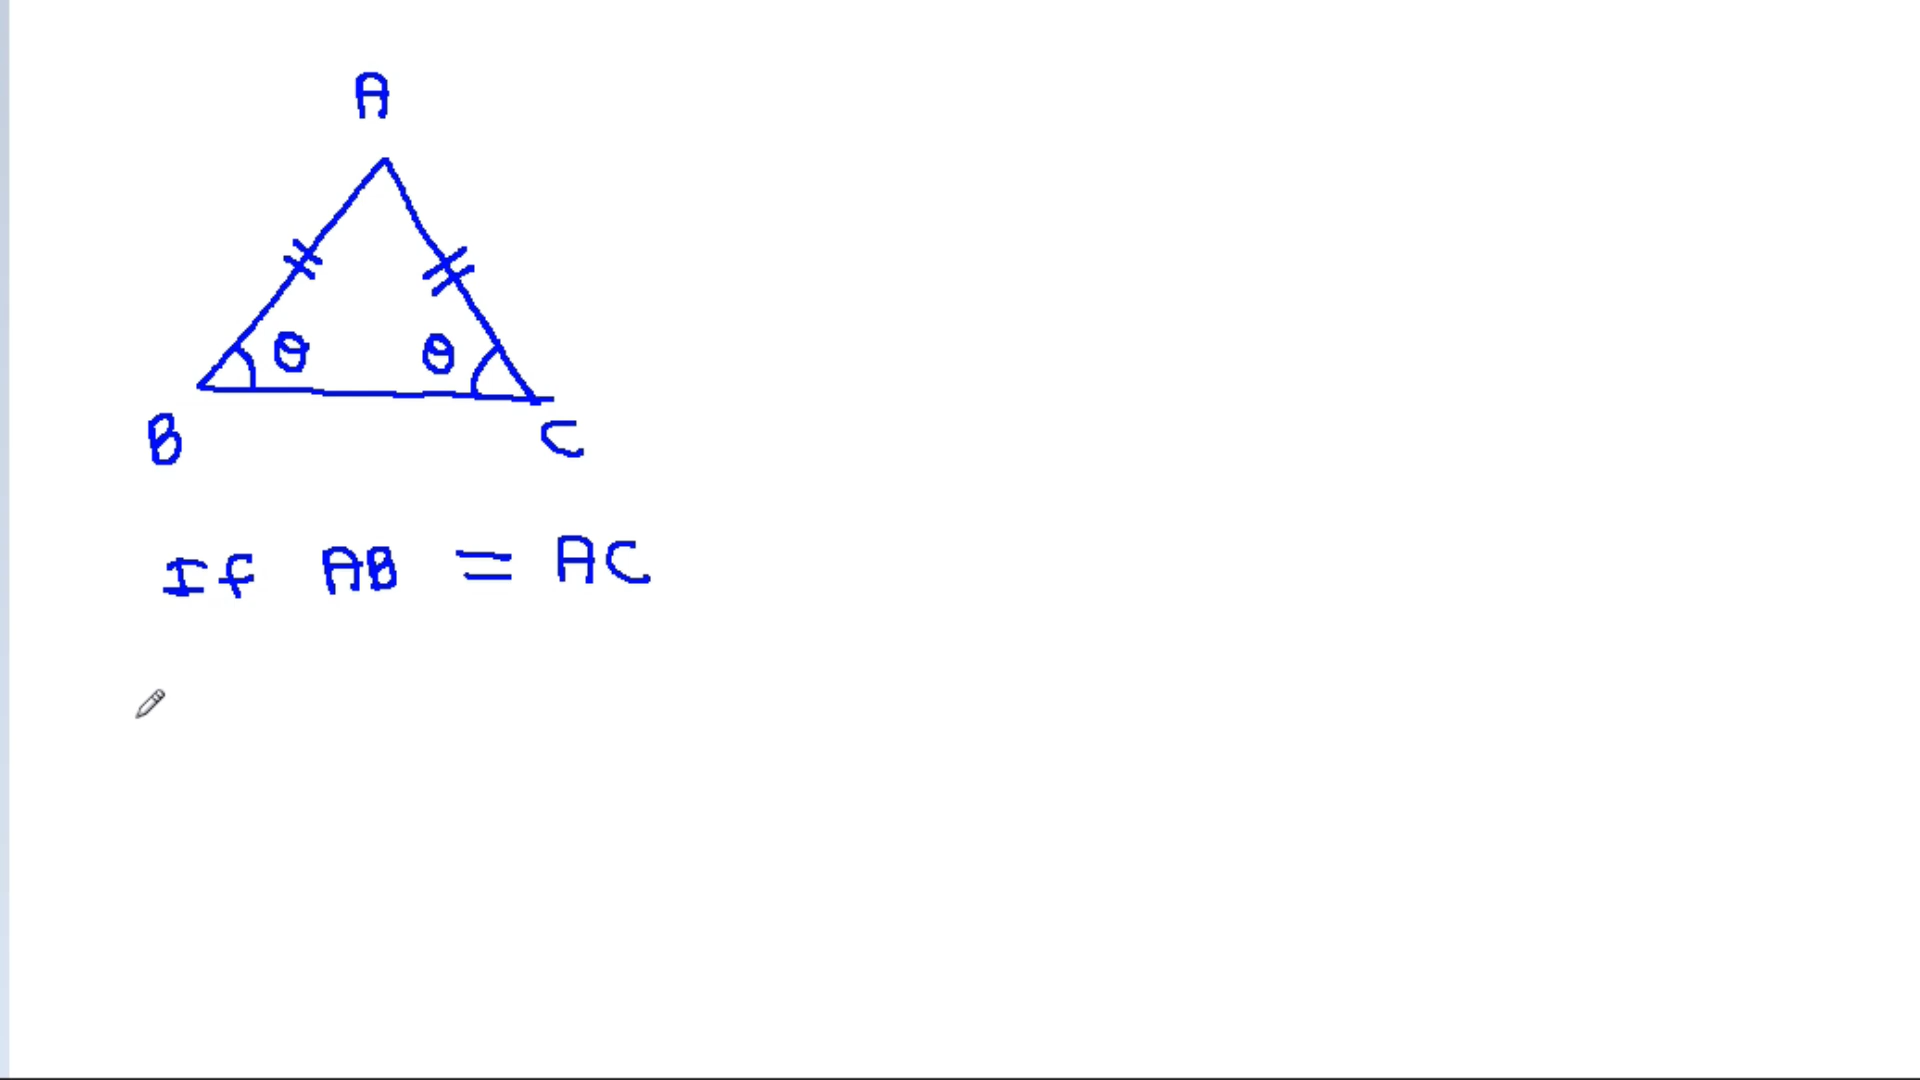 A
θ θ
B C
If AB = AC